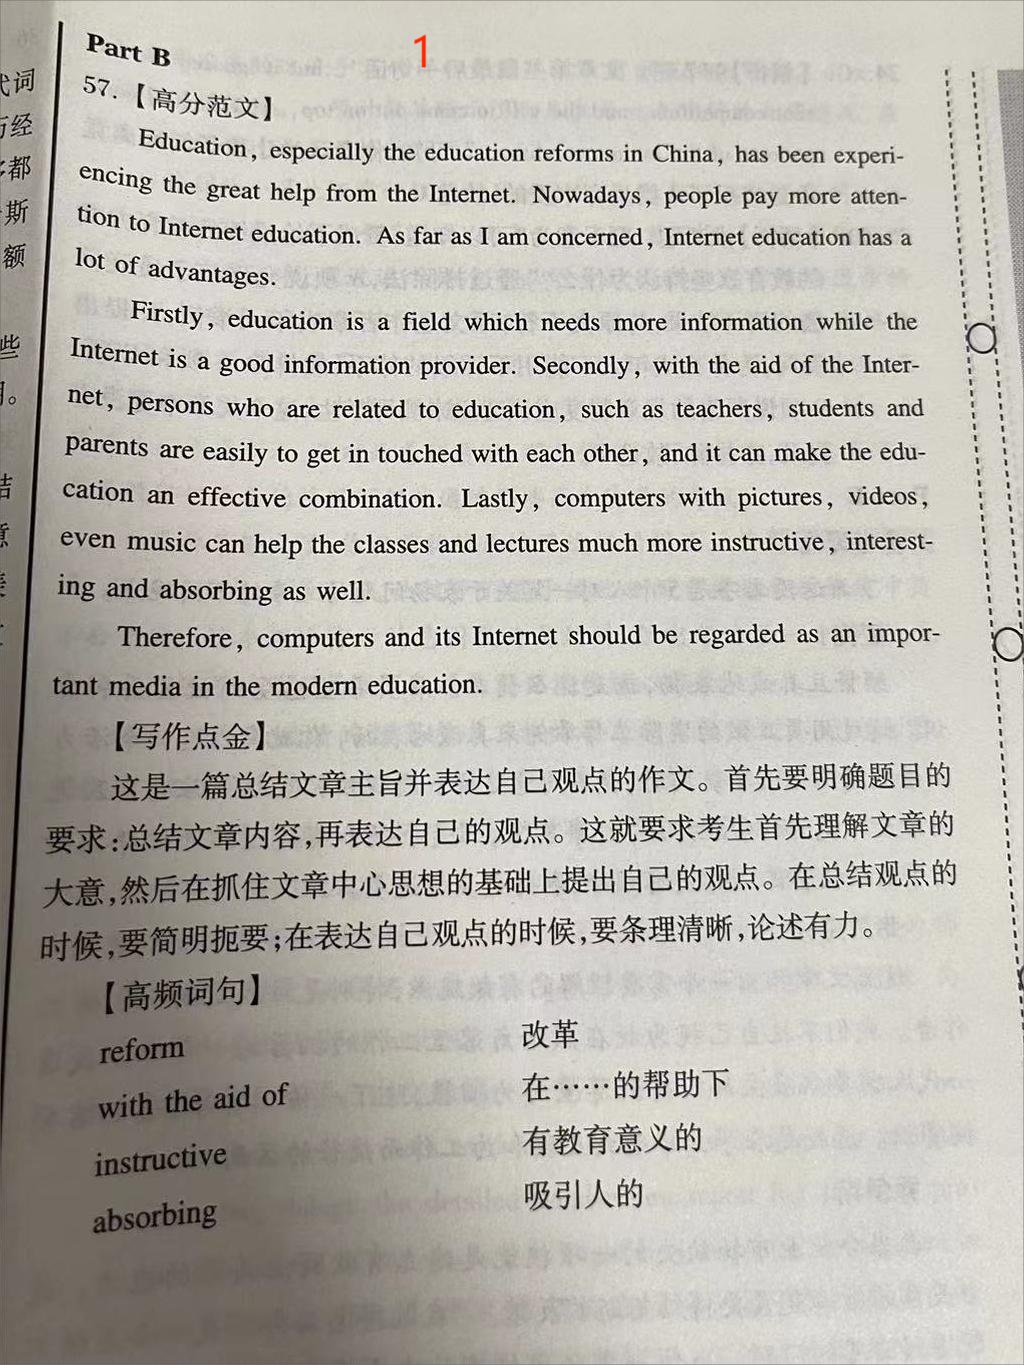 1
Part B
57.【高分范文】
Education, especially the education reforms in China, has been experi-
encing the great help from the Internet. Nowadays, people pay more atten-
tion to Internet education. As far as I am concerned, Internet education has a
lot of advantages.
Firstly, education is a field which needs more information while the
Internet is a good information provider. Secondly, with the aid of the Inter-
net, persons who are related to education, such as teachers, students and
parents are easily to get in touched with each other, and it can make the edu-
cation an effective combination. Lastly, computers with pictures, videos,
even music can help the classes and lectures much more instructive, interest-
ing and absorbing as well.
Therefore, computers and its Internet should be regarded as an impor-
tant media in the modern education.
【写作点金】
这是一篇总结文章主旨并表达自己观点的作文。首先要明确题目的
要求:总结文章内容,再表达自己的观点。这就要求考生首先理解文章的
大意,然后在抓住文章中心思想的基础上提出自己的观点。在总结观点的
时候,要简明扼要;在表达自己观点的时候,要条理清晰,论述有力。
【高频词句】
reform 改革
with the aid of 在……的帮助下
instructive 有教育意义的
absorbing 吸引人的